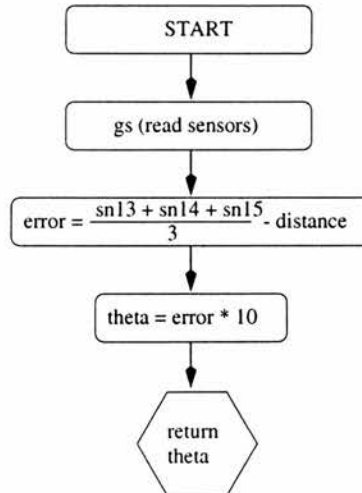 START
gs (read sensors)
error = (sn13 + sn14 + sn15) / 3 - distance
theta = error * 10
return
theta